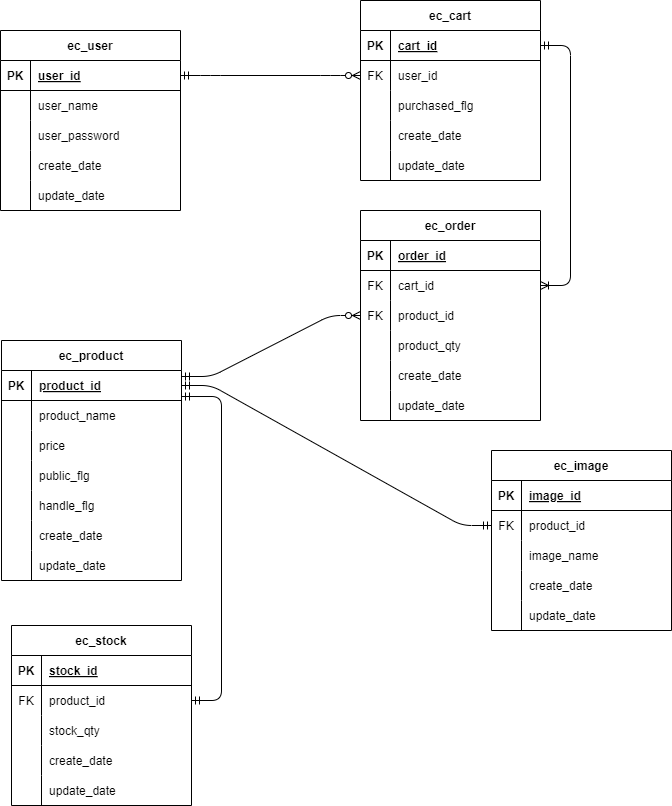 ec_user
PK user_id
user_name
user_password
create_date
update_date
ec_cart
PK cart_id
FK user_id
purchased_flg
create_date
update_date
ec_order
PK order_id
FK cart_id
FK product_id
product_qty
create_date
update_date
ec_product
PK product_id
product_name
price
public_flg
handle_flg
create_date
update_date
ec_image
PK image_id
FK product_id
image_name
create_date
update_date
ec_stock
PK stock_id
FK product_id
stock_qty
create_date
update_date